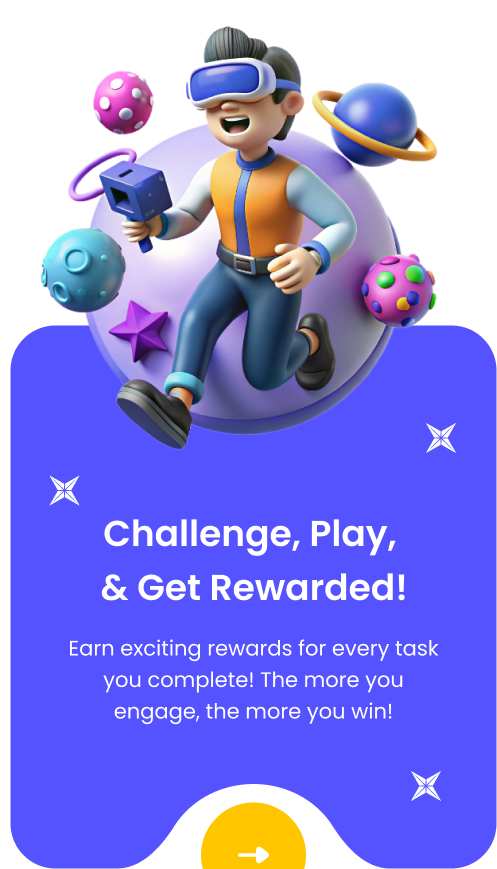 Challenge, Play,
& Get Rewarded!
Earn exciting rewards for every task
you complete! The more you
engage, the more you win!